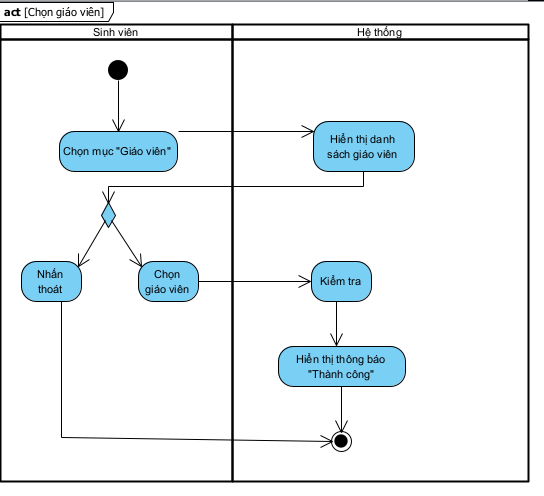 act [Chọn giáo viên]
Sinh viên
Hệ thống
Chọn mục "Giáo viên"
Hiển thị danh
sách giáo viên
Nhấn
thoát
Chọn
giáo viên
Kiểm tra
Hiển thị thông báo
"Thành công"